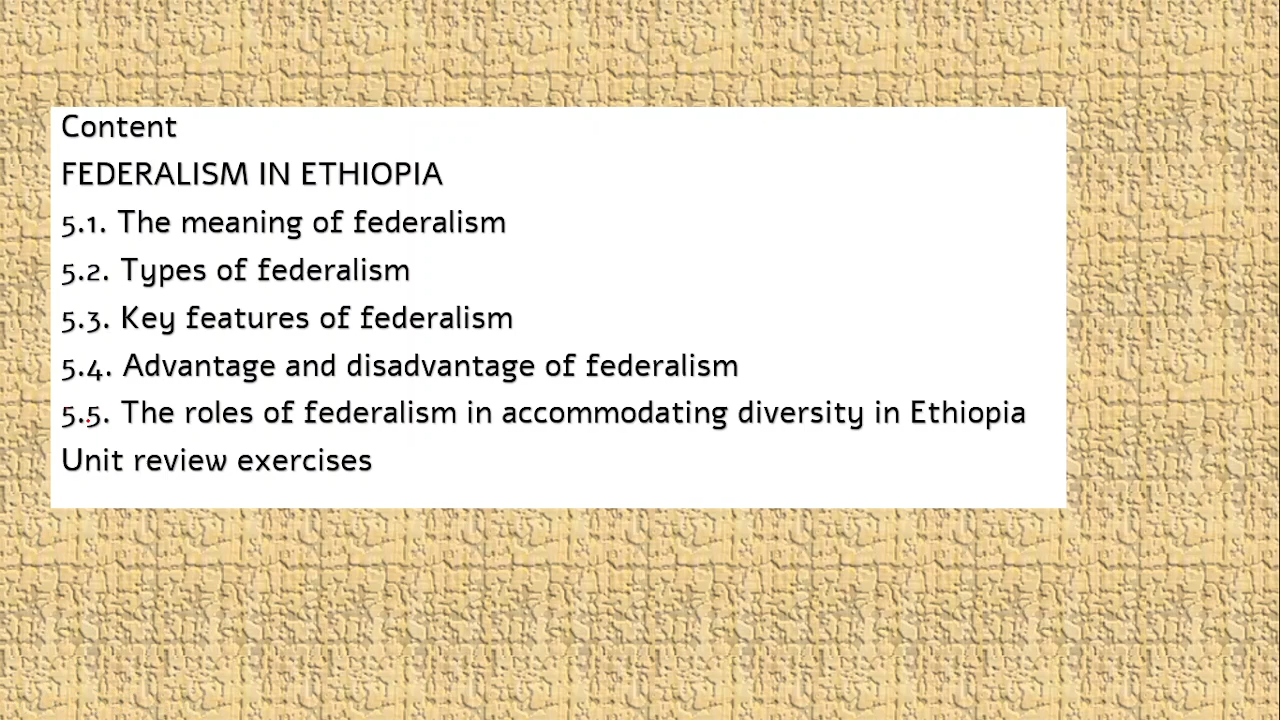 Content
FEDERALISM IN ETHIOPIA
5.1. The meaning of federalism
5.2. Types of federalism
5.3. Key features of federalism
5.4. Advantage and disadvantage of federalism
5.5. The roles of federalism in accommodating diversity in Ethiopia
Unit review exercises